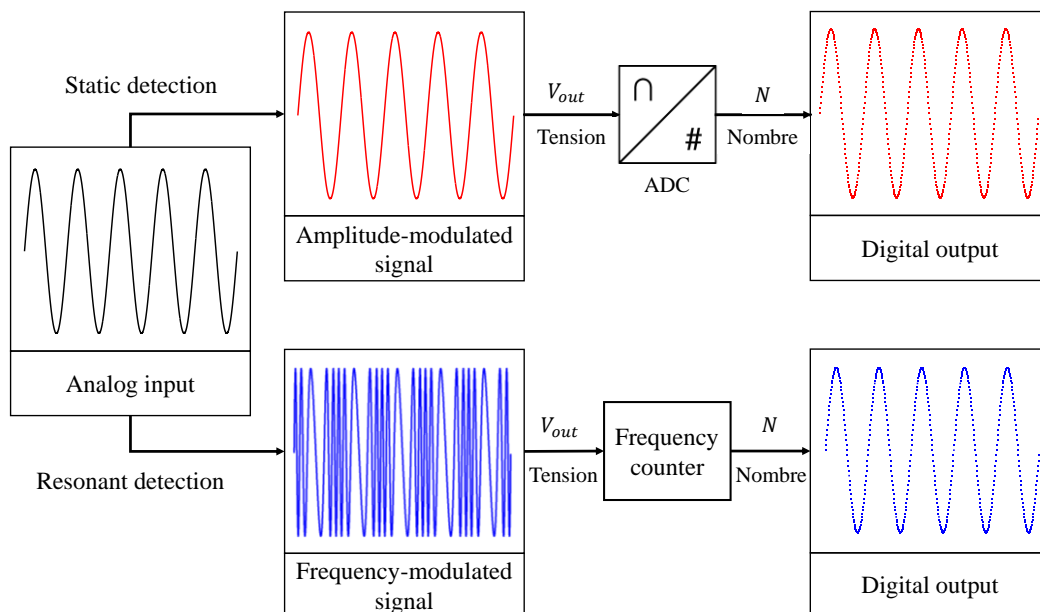 Static detection
Analog input
Resonant detection
Amplitude-modulated
signal
V_out
Tension
∩
#
ADC
N
Nombre
Digital output
Frequency-modulated
signal
V_out
Tension
Frequency
counter
N
Nombre
Digital output